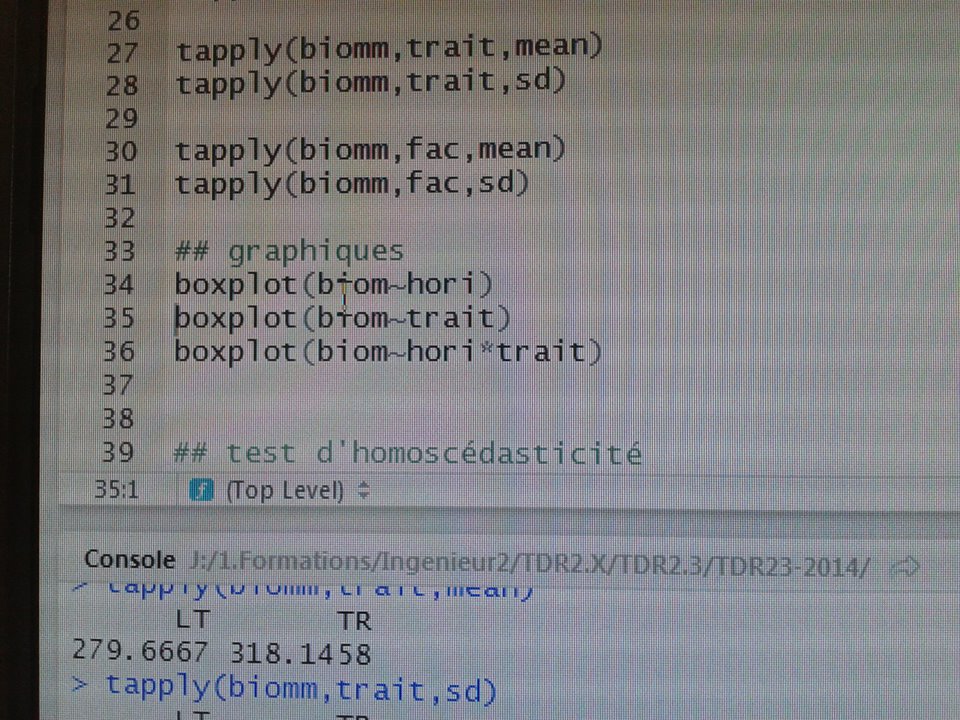 26
27 tapply(biomm,trait,mean)
28 tapply(biomm,trait,sd)
29
30 tapply(biomm,fac,mean)
31 tapply(biomm,fac,sd)
32
33 ## graphiques
34 boxplot(biom~hori)
35 boxplot(biom~trait)
36 boxplot(biom~hori*trait)
37
38
39 ## test d'homoscédasticité
35:1 f (Top Level)
Console J:/1.Formations/Ingenieur2/TDR2.X/TDR2.3/TDR23-2014/
> tapply(biomm,trait,mean)
LT TR
279.6667 318.1458
> tapply(biomm,trait,sd)
LT TR